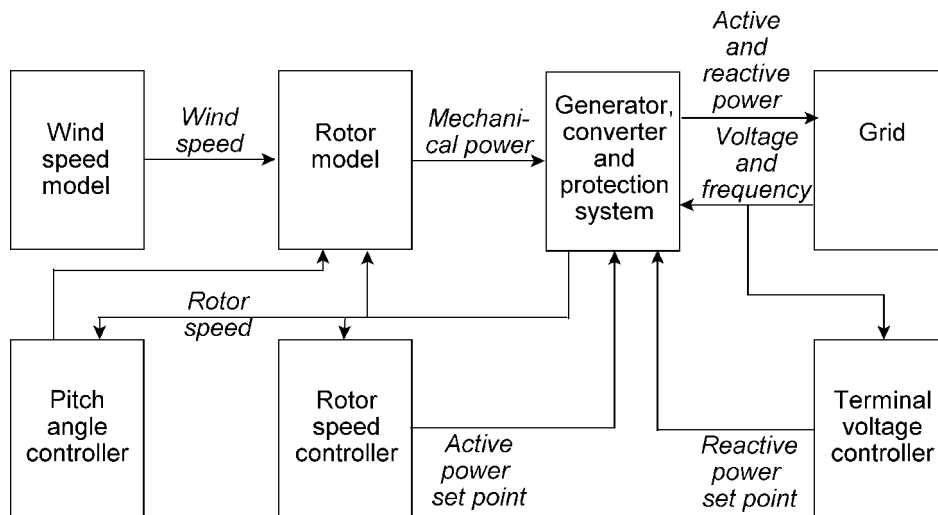 Wind
speed
model
Wind
speed
Rotor
model
Mechani-
cal power
Generator,
converter
and
protection
system
Active
and
reactive
power
Voltage
and
frequency
Grid
Rotor
speed
Pitch
angle
controller
Rotor
speed
controller
Active
power
set point
Reactive
power
set point
Terminal
voltage
controller